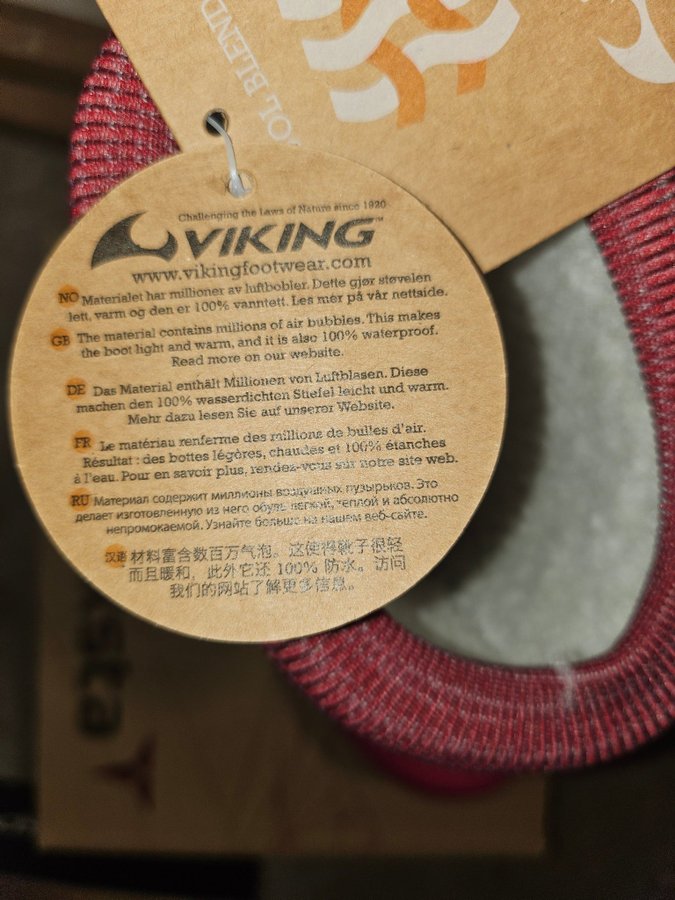 OOL BLEND
Challenging the Laws of Nature since 1920
VIKING™
www.vikingfootwear.com
NO Materialet har millioner av luftbobler. Dette gjør støvelen
lett, varm og den er 100% vanntett. Les mer på vår nettside.
GB The material contains millions of air bubbles. This makes
the boot light and warm, and it is also 100% waterproof.
Read more on our website.
DE Das Material enthält Millionen von Luftblasen. Diese
machen den 100% wasserdichten Stiefel leicht und warm.
Mehr dazu lesen Sie auf unserer Website.
FR Le matériau renferme des millions de bulles d'air.
Résultat : des bottes légères, chaudes et 100% étanches
à l'eau. Pour en savoir plus, rendez-vous sur notre site web.
RU Материал содержит миллионы воздушных пузырьков. Это
делает изготовленную из него обувь легкой, теплой и абсолютно
непромокаемой. Узнайте больше на нашем веб-сайте.
汉语 材料富含数百万气泡。这使得靴子很轻
而且暖和，此外它还 100% 防水。访问
我们的网站了解更多信息。
sta